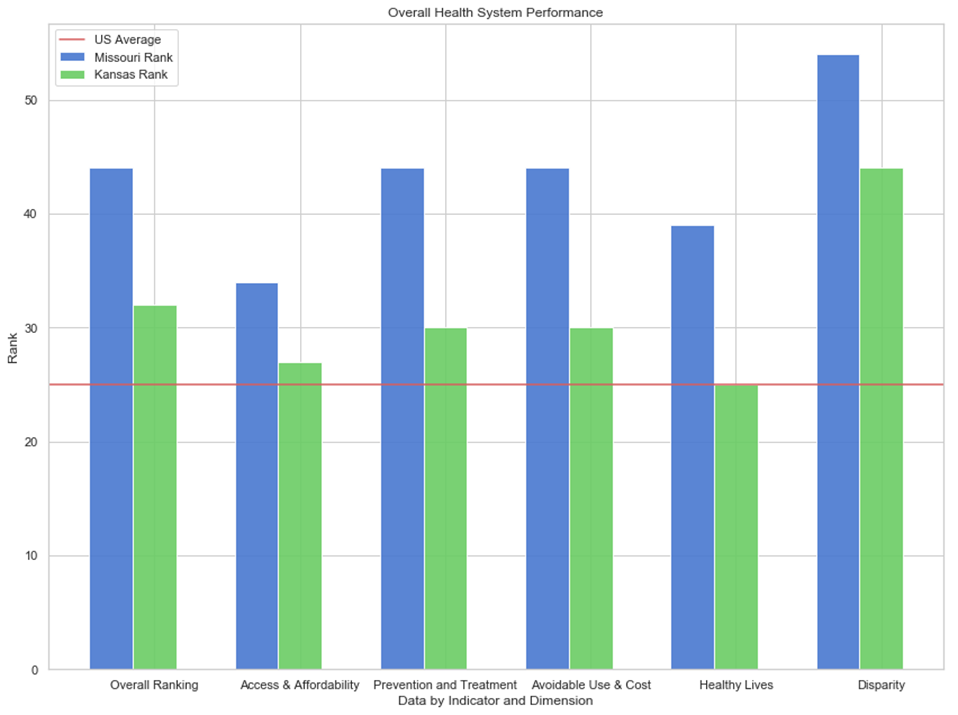 Overall Health System Performance
US Average
Missouri Rank
Kansas Rank
50
40
30
20
10
0
Rank
Overall Ranking
Access & Affordability
Prevention and Treatment
Avoidable Use & Cost
Healthy Lives
Disparity
Data by Indicator and Dimension